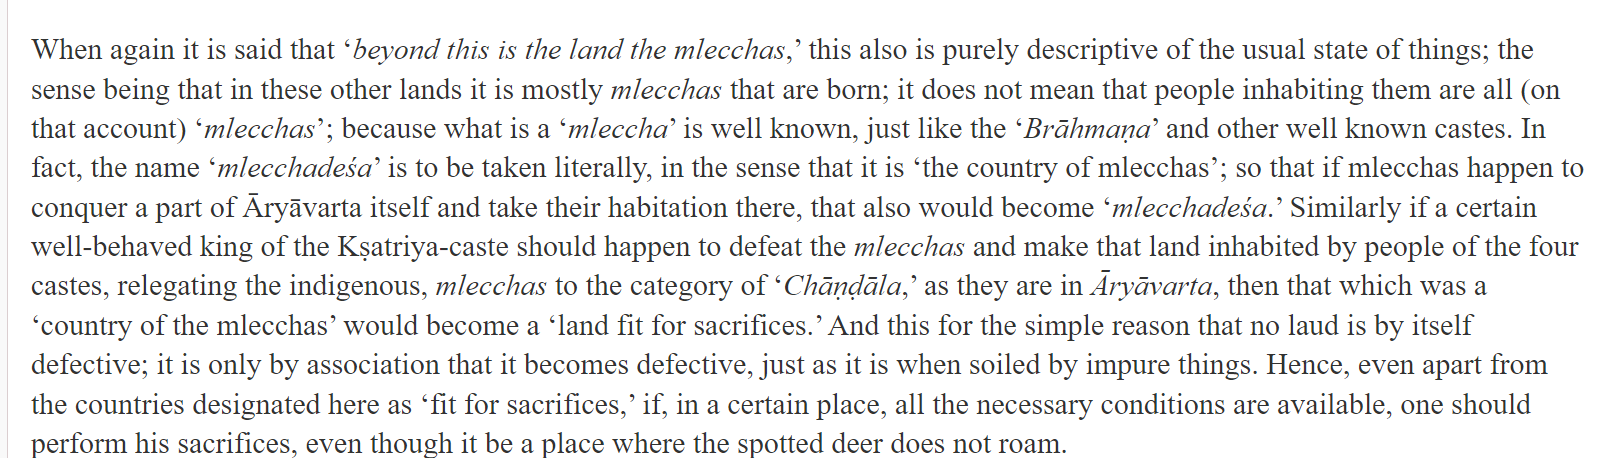 When again it is said that ‘beyond this is the land the mlecchas,’ this also is purely descriptive of the usual state of things; the
sense being that in these other lands it is mostly mlecchas that are born; it does not mean that people inhabiting them are all (on
that account) ‘mlecchas’; because what is a ‘mleccha’ is well known, just like the ‘Brāhmaṇa’ and other well known castes. In
fact, the name ‘mlecchadeśa’ is to be taken literally, in the sense that it is ‘the country of mlecchas’; so that if mlecchas happen to
conquer a part of Āryāvarta itself and take their habitation there, that also would become ‘mlecchadeśa.’ Similarly if a certain
well-behaved king of the Kṣatriya-caste should happen to defeat the mlecchas and make that land inhabited by people of the four
castes, relegating the indigenous, mlecchas to the category of ‘Chāṇḍāla,’ as they are in Āryāvarta, then that which was a
‘country of the mlecchas’ would become a ‘land fit for sacrifices.’ And this for the simple reason that no laud is by itself
defective; it is only by association that it becomes defective, just as it is when soiled by impure things. Hence, even apart from
the countries designated here as ‘fit for sacrifices,’ if, in a certain place, all the necessary conditions are available, one should
perform his sacrifices, even though it be a place where the spotted deer does not roam.